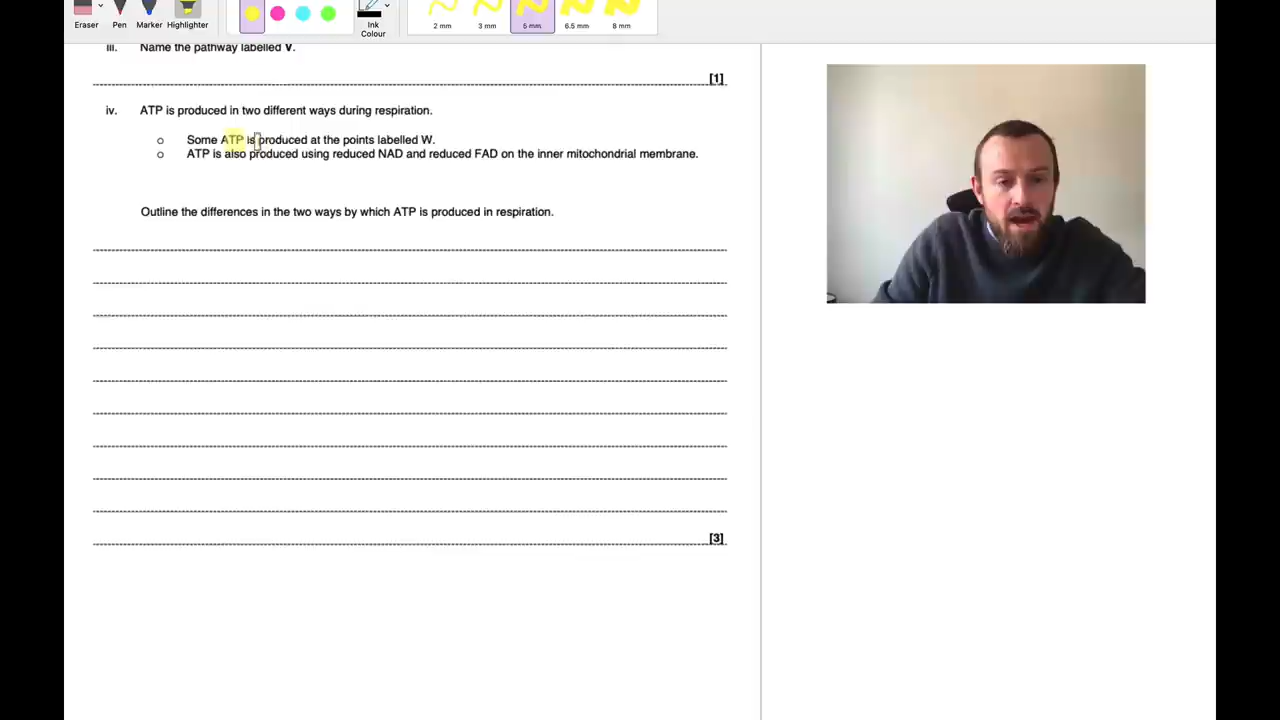 Eraser Pen Marker Highlighter
Ink
Colour
2 mm 3 mm 5 mm 6.5 mm 8 mm
iii. Name the pathway labelled V.
[1]
iv. ATP is produced in two different ways during respiration.
o Some ATP is produced at the points labelled W.
o ATP is also produced using reduced NAD and reduced FAD on the inner mitochondrial membrane.
Outline the differences in the two ways by which ATP is produced in respiration.
[3]